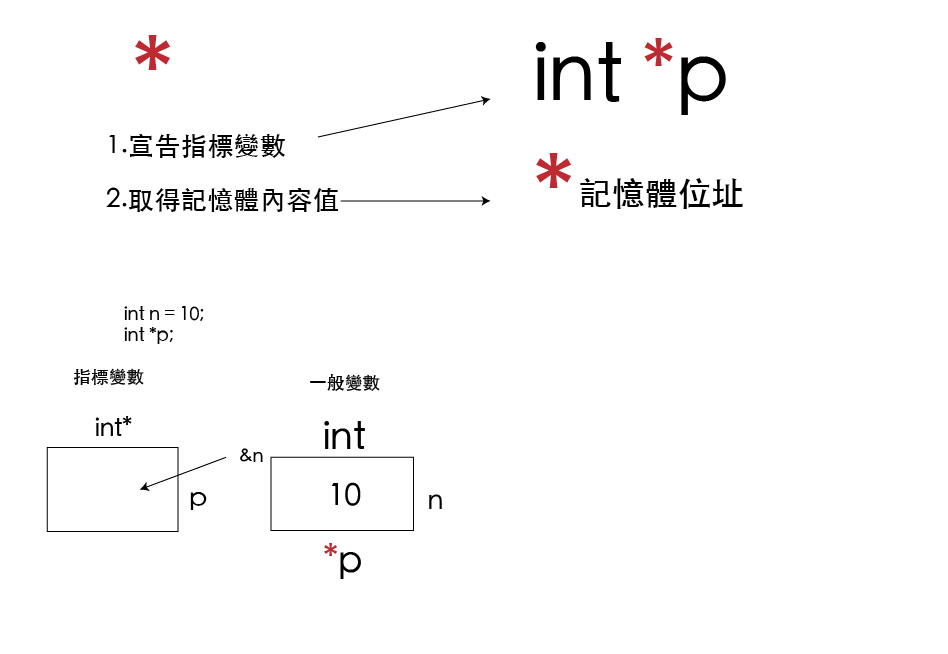 *
int *p
1.宣告指標變數
2.取得記憶體內容值
*記憶體位址
int n = 10;
int *p;
指標變數
一般變數
int*
int
&n
10
p
n
*p